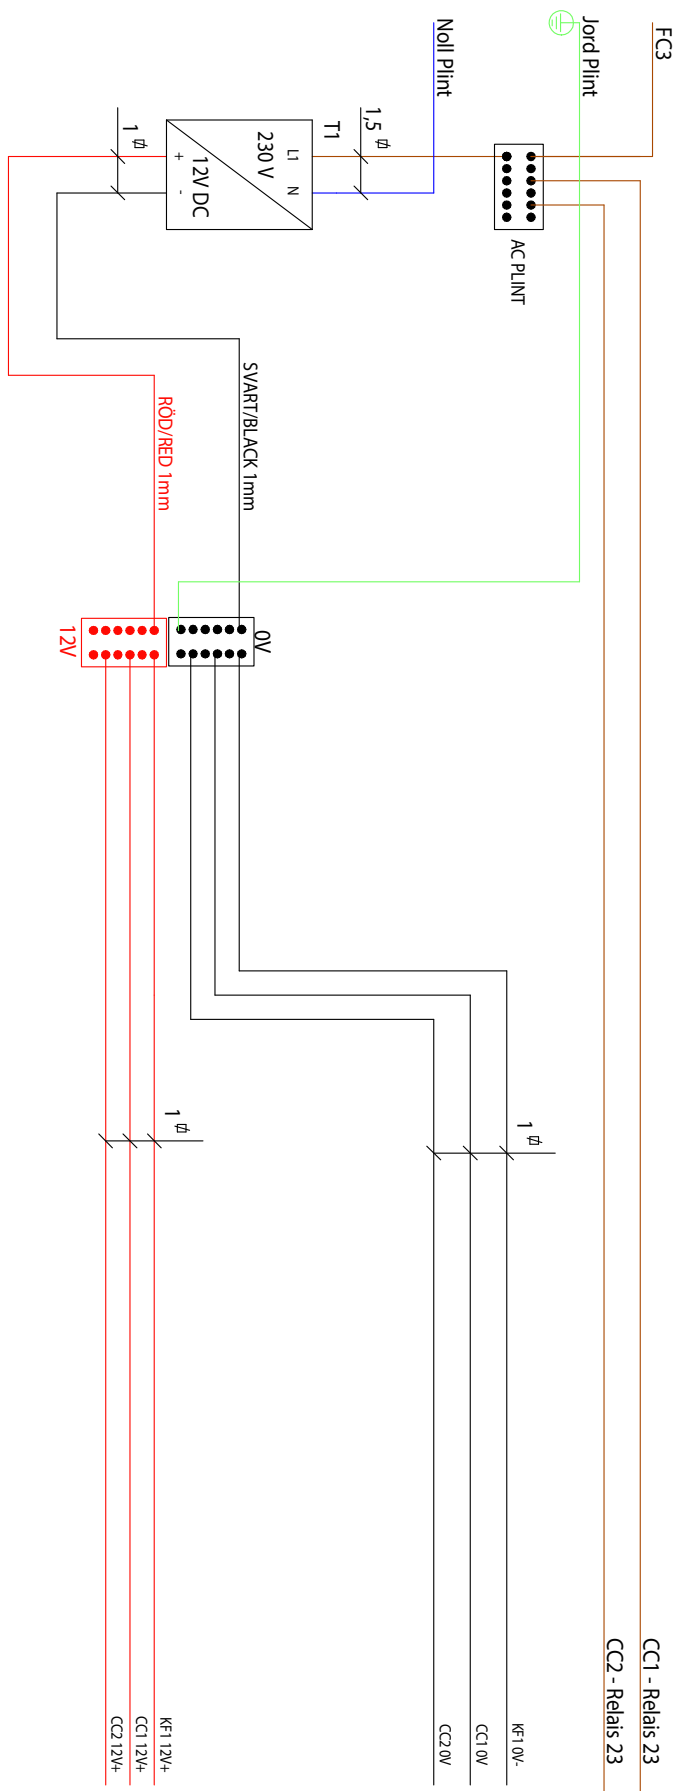 FC3
Jord Plint
Noll Plint
AC PLINT
1,5
T1
L1
N
230 V
12V DC
+
-
1
SVART/BLACK 1mm
RÖD/RED 1mm
0V
12V
1
1
CC1 - Relais 23
CC2 - Relais 23
KF1 0V-
CC1 0V
CC2 0V
KF1 12V+
CC1 12V+
CC2 12V+